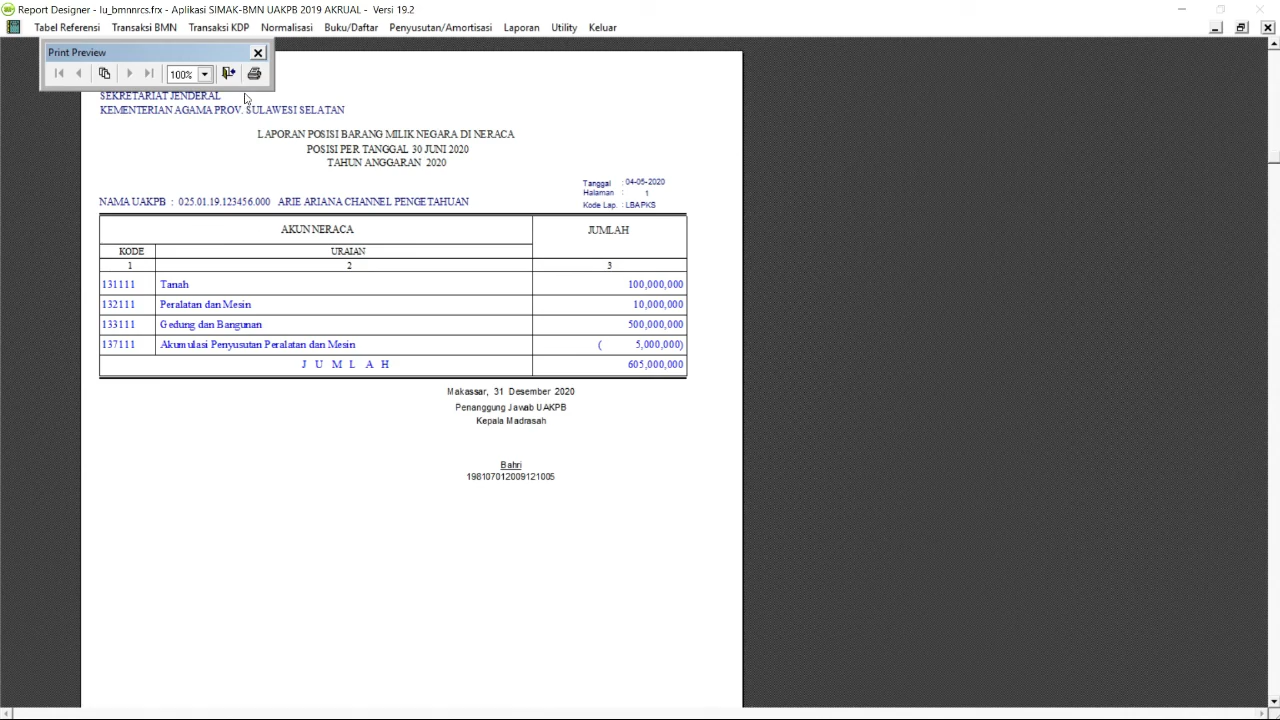 Report Designer - lu_bmnnrcs.frx - Aplikasi SIMAK-BMN UAKPB 2019 AKRUAL - Versi 19.2
Tabel Referensi Transaksi BMN Transaksi KDP Normalisasi Buku/Daftar Penyusutan/Amortisasi Laporan Utility Keluar
Print Preview
100%
SEKRETARIAT JENDERAL
KEMENTERIAN AGAMA PROV. SULAWESI SELATAN
LAPORAN POSISI BARANG MILIK NEGARA DI NERACA
POSISI PER TANGGAL 30 JUNI 2020
TAHUN ANGGARAN 2020
Tanggal : 04-05-2020
Halaman : 1
Kode Lap. : LBAPKS
NAMA UAKPB : 025.01.19.123456.000 ARIE ARIANA CHANNEL PENGETAHUAN
AKUN NERACA JUMLAH
KODE URAIAN
1 2 3
131111 Tanah 100,000,000
132111 Peralatan dan Mesin 10,000,000
133111 Gedung dan Bangunan 500,000,000
137111 Akumulasi Penyusutan Peralatan dan Mesin ( 5,000,000)
J U M L A H 605,000,000
Makassar, 31 Desember 2020
Penanggung Jawab UAKPB
Kepala Madrasah
Bahri
198107012009121005